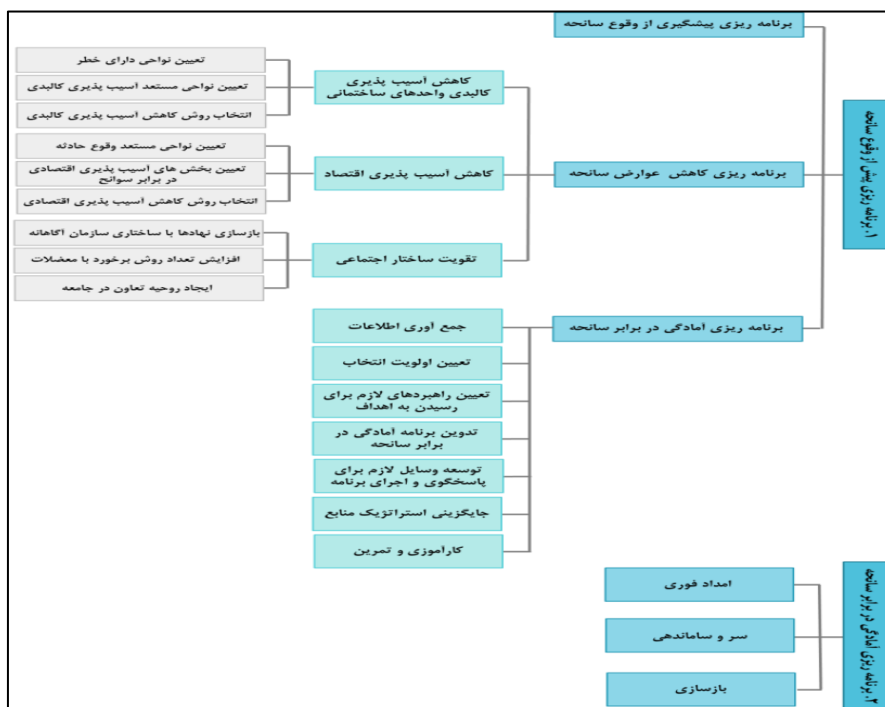 ۱. برنامه ریزی پیش از وقوع سانحه
برنامه ریزی پیشگیری از وقوع سانحه
برنامه ریزی کاهش عوارض سانحه
کاهش آسیب پذیری
کالبدی واحدهای ساختمانی
تعیین نواحی دارای خطر
تعیین نواحی مستعد آسیب پذیری کالبدی
انتخاب روش کاهش آسیب پذیری کالبدی
کاهش آسیب پذیری اقتصاد
تعیین نواحی مستعد وقوع حادثه
تعیین بخش های آسیب پذیری اقتصادی
در برابر سوانح
انتخاب روش کاهش آسیب پذیری اقتصادی
تقویت ساختار اجتماعی
بازسازی نهادها با ساختاری سازمان آگاهانه
افزایش تعداد روش برخورد با معضلات
ایجاد روحیه تعاون در جامعه
برنامه ریزی آمادگی در برابر سانحه
جمع آوری اطلاعات
تعیین اولویت انتخاب
تعیین راهبردهای لازم برای
رسیدن به اهداف
تدوین برنامه آمادگی در
برابر سانحه
توسعه وسایل لازم برای
پاسخگوی و اجرای برنامه
جایگزینی استراتژیک منابع
کارآموزی و تمرین
۲. برنامه ریزی آمادگی در برابر سانحه
امداد فوری
سر و ساماندهی
بازسازی